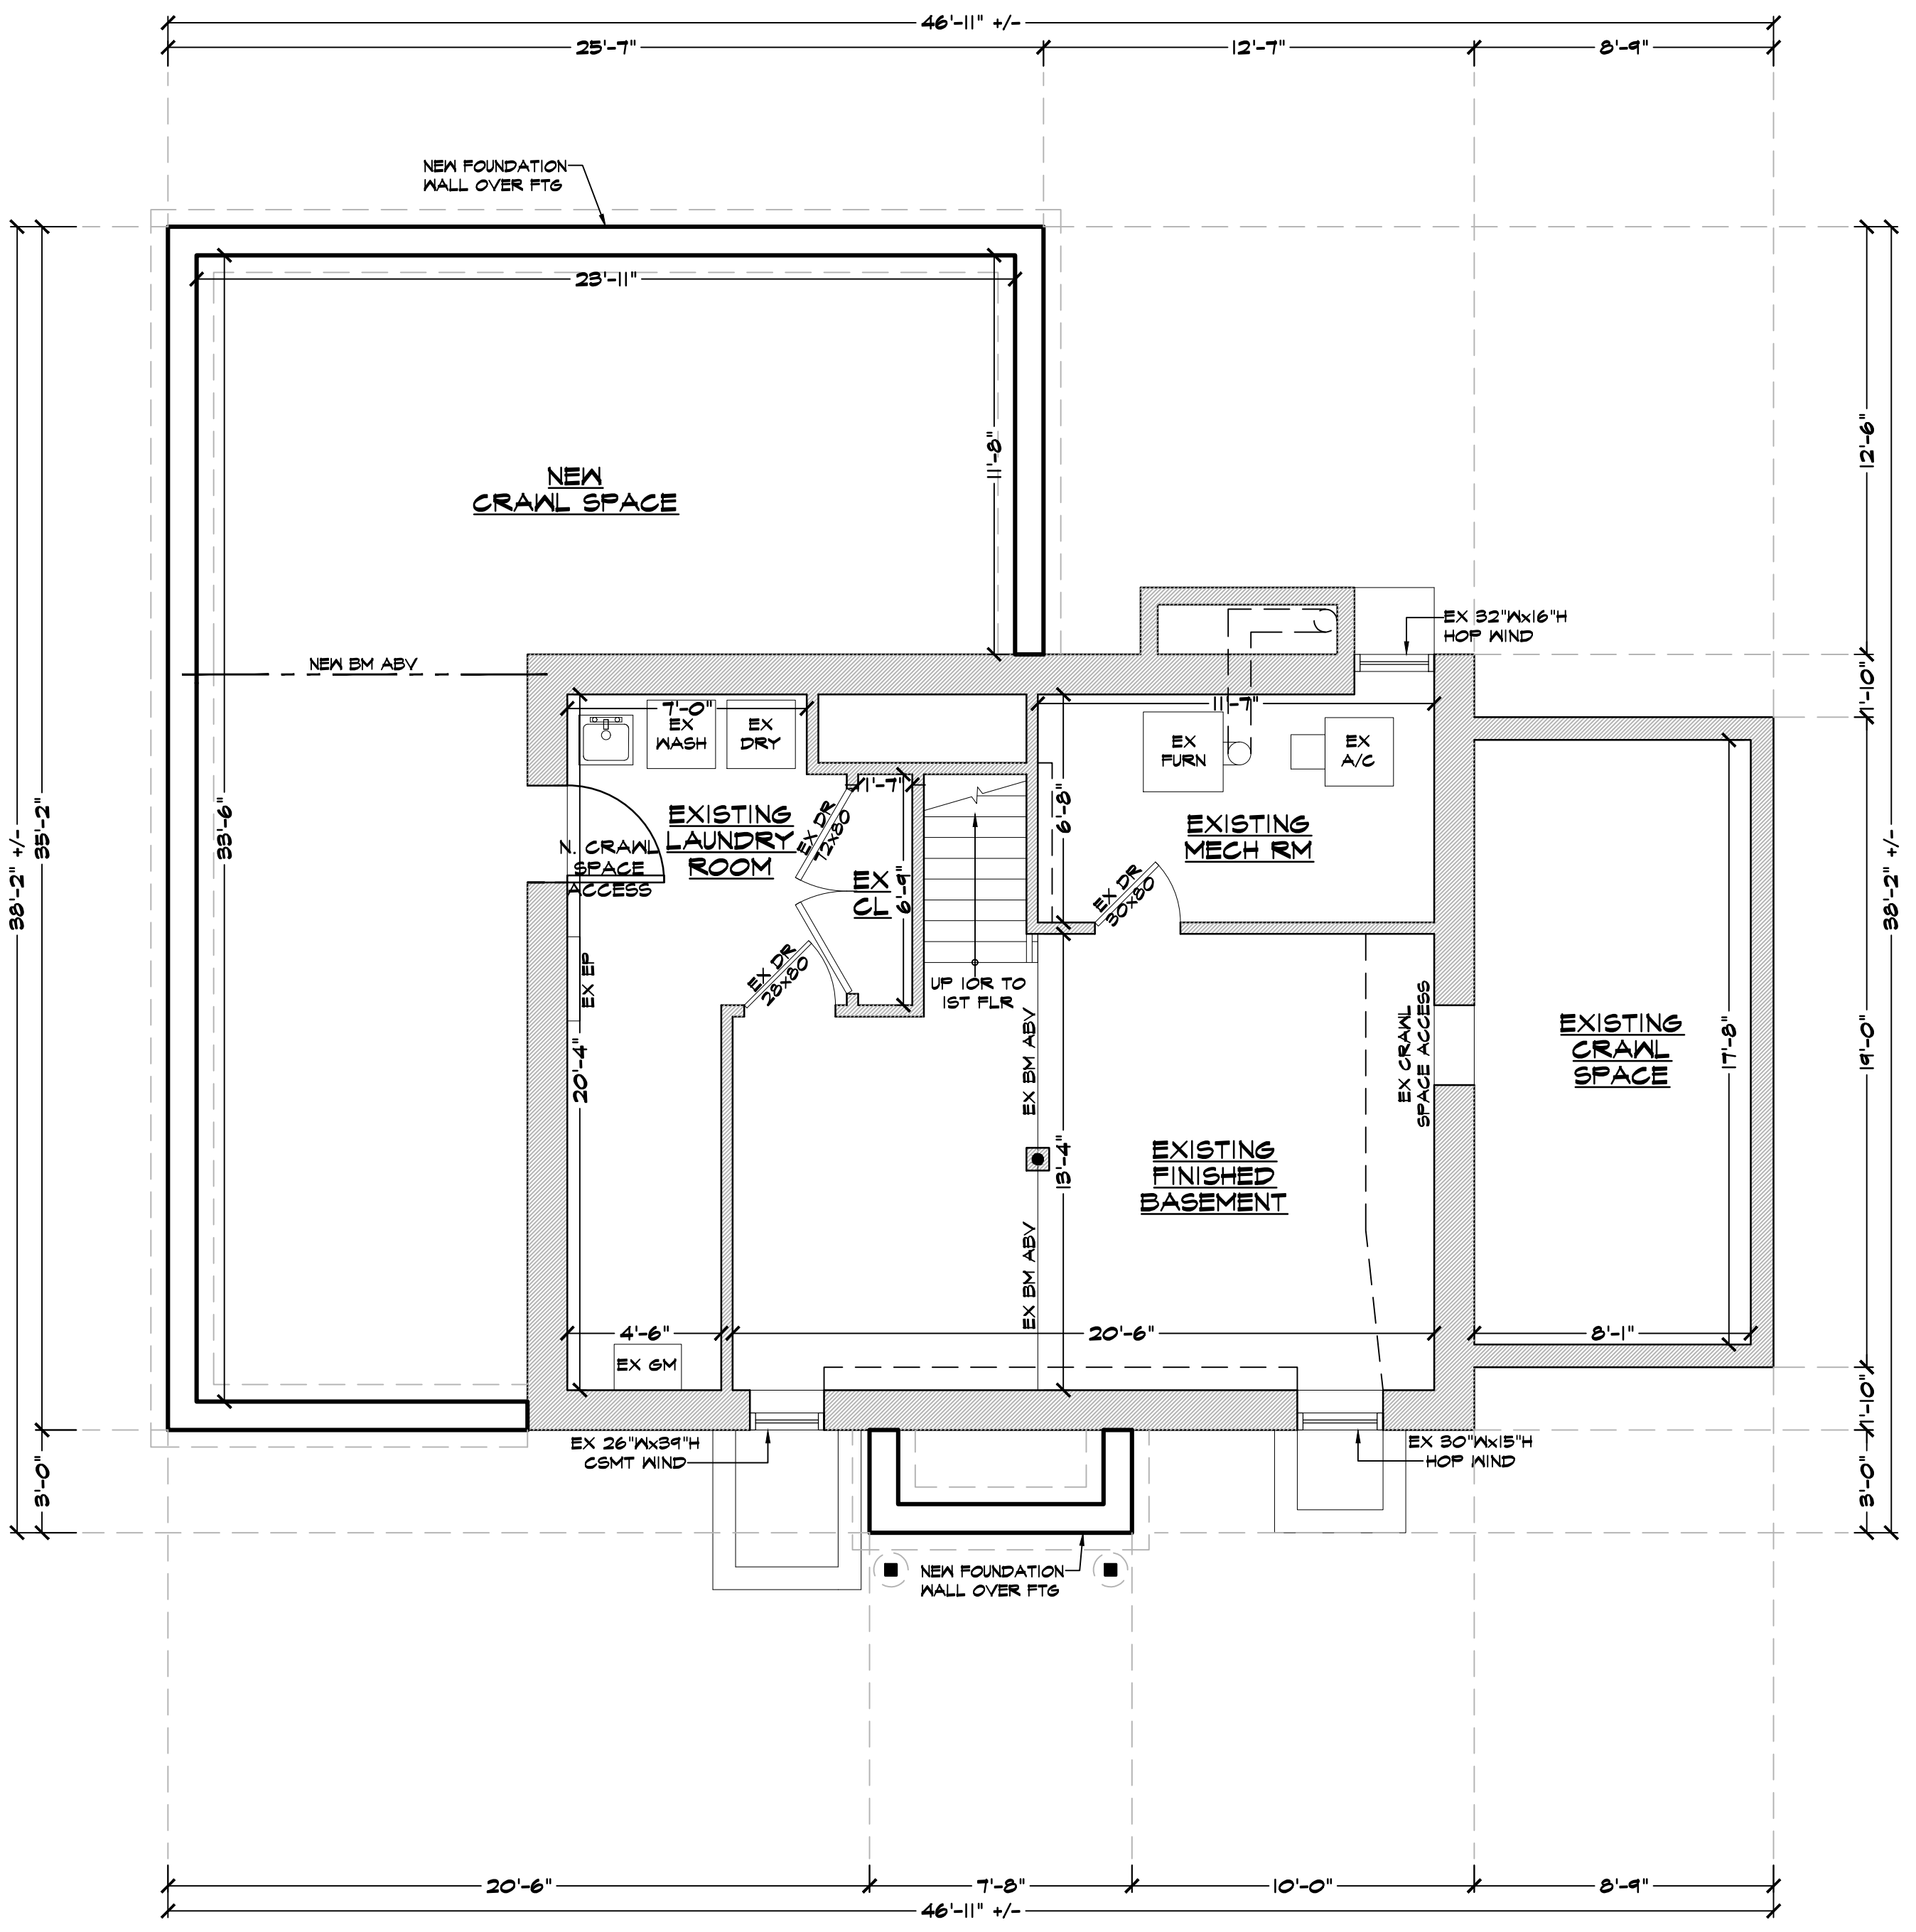 46'-11" +/-
25'-7"
12'-7"
8'-9"
NEW FOUNDATION
WALL OVER FTG
23'-11"
11'-8"
12'-6"
NEW
CRAWL SPACE
EX 32"Wx16"H
HOP WIND
NEW BM ABV
1'-10"
7'-0"
11'-7"
EX
WASH
EX
DRY
EX
FURN
EX
A/C
1'-7"
38'-2" +/-
35'-2"
33'-6"
EXISTING
LAUNDRY
ROOM
EX DR
72x80
6'-8"
EXISTING
MECH RM
N. CRAWL
SPACE
ACCESS
EX
CL
6'-9"
EX DR
30x80
38'-2" +/-
EX EP
EX DR
28x80
UP 10R TO
1ST FLR
20'-4"
EX BM ABV
EX CRAWL
SPACE ACCESS
EXISTING
CRAWL
SPACE
17'-8"
19'-0"
13'-4"
EXISTING
FINISHED
BASEMENT
EX BM ABV
4'-6"
20'-6"
8'-1"
EX GM
1'-10"
EX 26"Wx39"H
CSMT WIND
EX 30"Wx15"H
HOP WIND
3'-0"
3'-0"
NEW FOUNDATION
WALL OVER FTG
20'-6"
7'-8"
10'-0"
8'-9"
46'-11" +/-